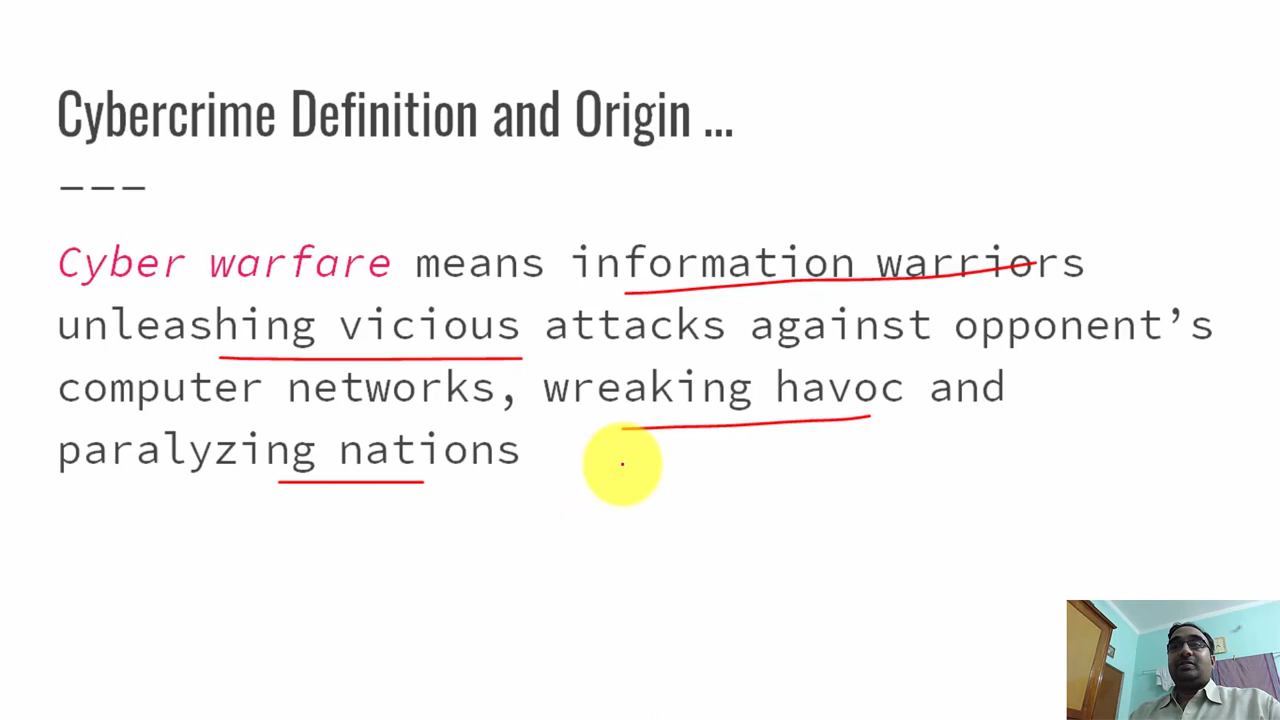 Cybercrime Definition and Origin ...
---
Cyber warfare means information warriors
unleashing vicious attacks against opponent’s
computer networks, wreaking havoc and
paralyzing nations